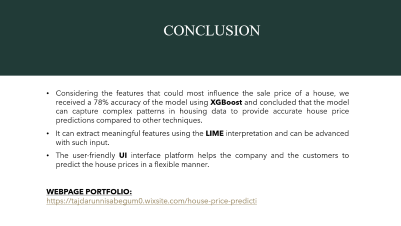 CONCLUSION
• Considering the features that could most influence the sale price of a house, we
received a 78% accuracy of the model using XGBoost and concluded that the model
can capture complex patterns in housing data to provide accurate house price
predictions compared to other techniques.
• It can extract meaningful features using the LIME interpretation and can be advanced
with such input.
• The user-friendly UI interface platform helps the company and the customers to
predict the house prices in a flexible manner.
WEBPAGE PORTFOLIO:
https://tajdarunnisabegum0.wixsite.com/house-price-predicti